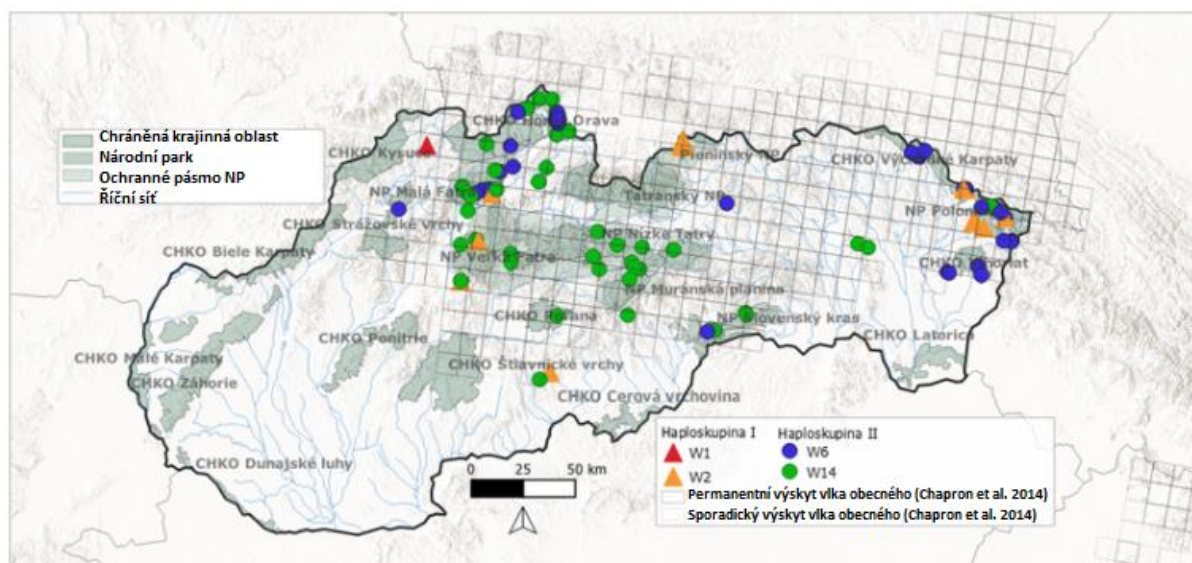 Chráněná krajinná oblast
Národní park
Ochranné pásmo NP
Říční síť
CHKO Horná Orava
CHKO Kysuce
Pieninský NP
CHKO Východné Karpaty
Tatranský NP
NP Malá Fatra
NP Poloniny
CHKO Strážovské Vrchy
NP Nízke Tatry
CHKO Biele Karpaty
NP Veľká Fatra
CHKO Vihorlat
NP Muránska planina
CHKO Poľana
NP Slovenský kras
CHKO Ponitrie
CHKO Latorica
CHKO Malé Karpaty
CHKO Štiavnické vrchy
CHKO Záhorie
CHKO Cerová vrchovina
CHKO Dunajské luhy
0 25 50 km
Haploskupina I Haploskupina II
W1 W6
W2 W14
Permanentní výskyt vlka obecného (Chapron et al. 2014)
Sporadický výskyt vlka obecného (Chapron et al. 2014)